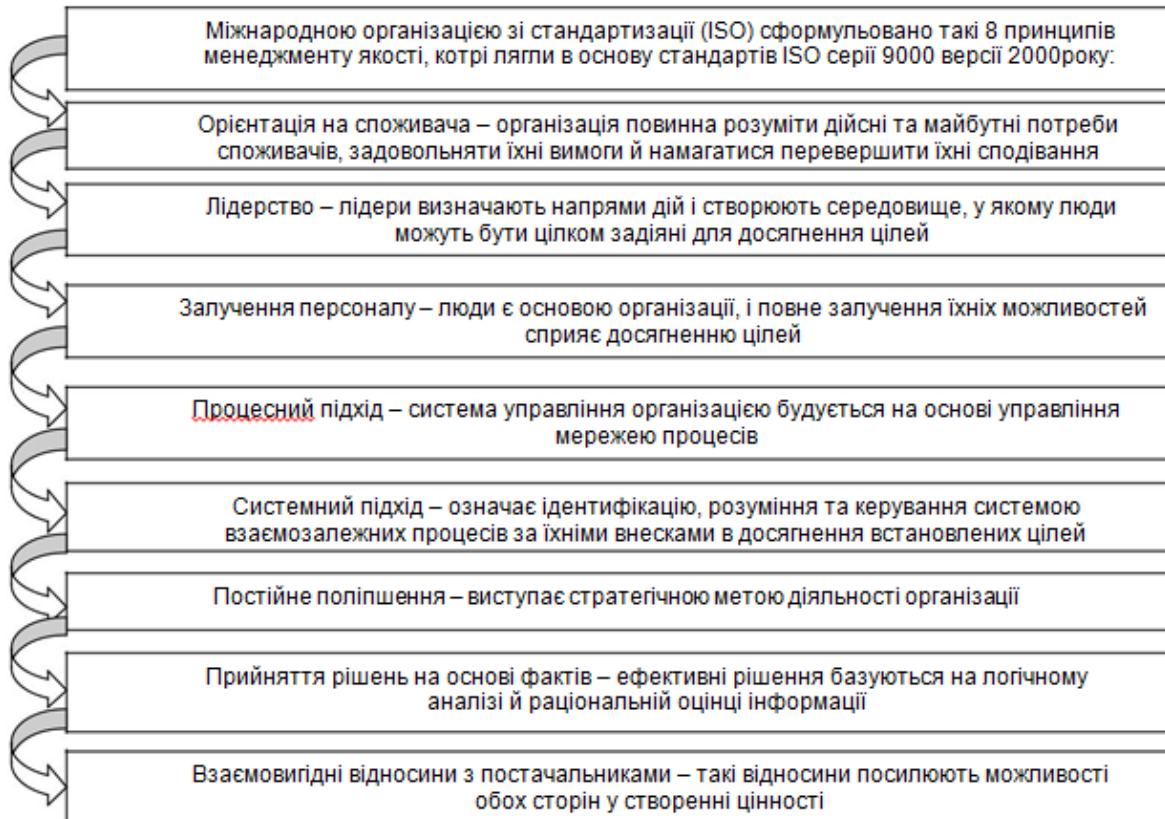 Міжнародною організацією зі стандартизації (ISO) сформульовано такі 8 принципів
менеджменту якості, котрі лягли в основу стандартів ISO серії 9000 версії 2000року:
Орієнтація на споживача – організація повинна розуміти дійсні та майбутні потреби
споживачів, задовольняти їхні вимоги й намагатися перевершити їхні сподівання
Лідерство – лідери визначають напрями дій і створюють середовище, у якому люди
можуть бути цілком задіяні для досягнення цілей
Залучення персоналу – люди є основою організації, і повне залучення їхніх можливостей
сприяє досягненню цілей
Процесний підхід – система управління організацією будується на основі управління
мережею процесів
Системний підхід – означає ідентифікацію, розуміння та керування системою
взаємозалежних процесів за їхніми внесками в досягнення встановлених цілей
Постійне поліпшення – виступає стратегічною метою діяльності організації
Прийняття рішень на основі фактів – ефективні рішення базуються на логічному
аналізі й раціональній оцінці інформації
Взаємовигідні відносини з постачальниками – такі відносини посилюють можливості
обох сторін у створенні цінності